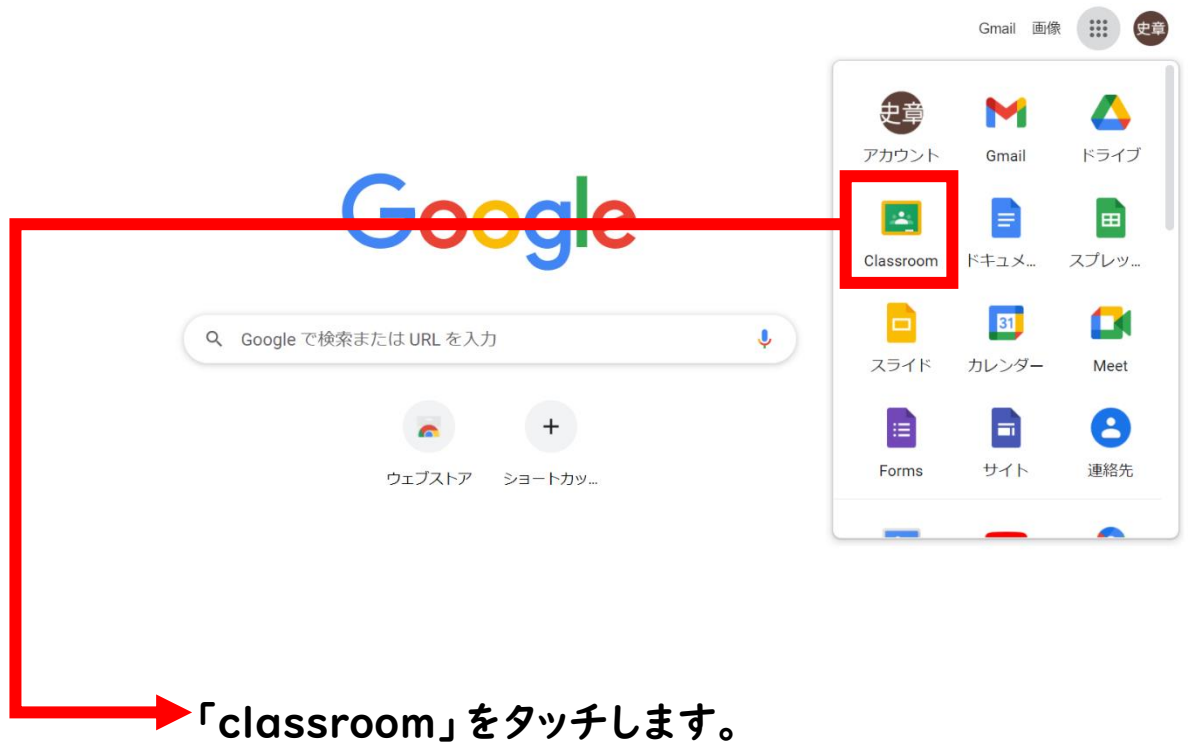 Gmail 画像 史章
史章
アカウント Gmail ドライブ
Google
Classroom ドキュメ... スプレッ...
Google で検索または URL を入力
31
スライド カレンダー Meet
ウェブストア ショートカッ...
Forms サイト 連絡先
「classroom」をタッチします。